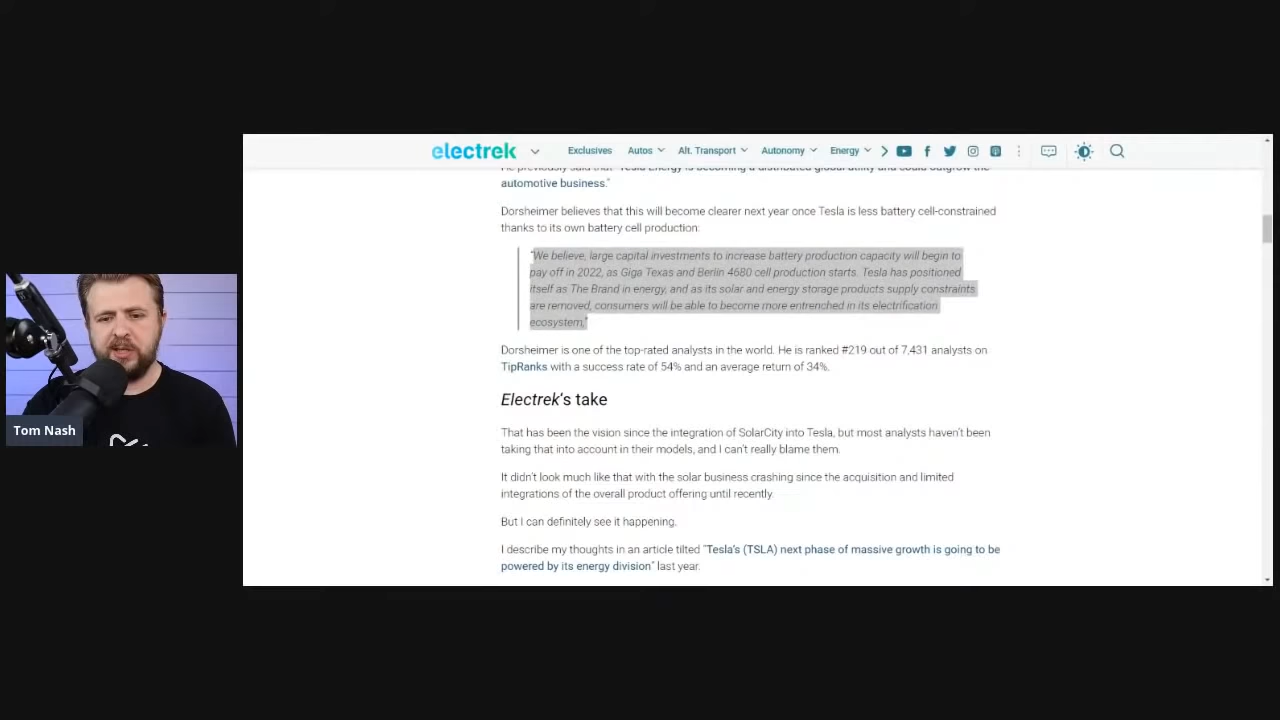 electrek
Exclusives Autos Alt. Transport Autonomy Energy
He previously said that "Tesla Energy is becoming a distributed global utility and could outgrow the
automotive business."
Dorsheimer believes that this will become clearer next year once Tesla is less battery cell-constrained
thanks to its own battery cell production:
"We believe, large capital investments to increase battery production capacity will begin to
pay off in 2022, as Giga Texas and Berlin 4680 cell production starts. Tesla has positioned
itself as The Brand in energy, and as its solar and energy storage products supply constraints
are removed, consumers will be able to become more entrenched in its electrification
ecosystem,"
Dorsheimer is one of the top-rated analysts in the world. He is ranked #219 out of 7,431 analysts on
TipRanks with a success rate of 54% and an average return of 34%.
Electrek's take
That has been the vision since the integration of SolarCity into Tesla, but most analysts haven't been
taking that into account in their models, and I can't really blame them.
It didn't look much like that with the solar business crashing since the acquisition and limited
integrations of the overall product offering until recently.
But I can definitely see it happening.
I describe my thoughts in an article tilted "Tesla's (TSLA) next phase of massive growth is going to be
powered by its energy division" last year.
Tom Nash